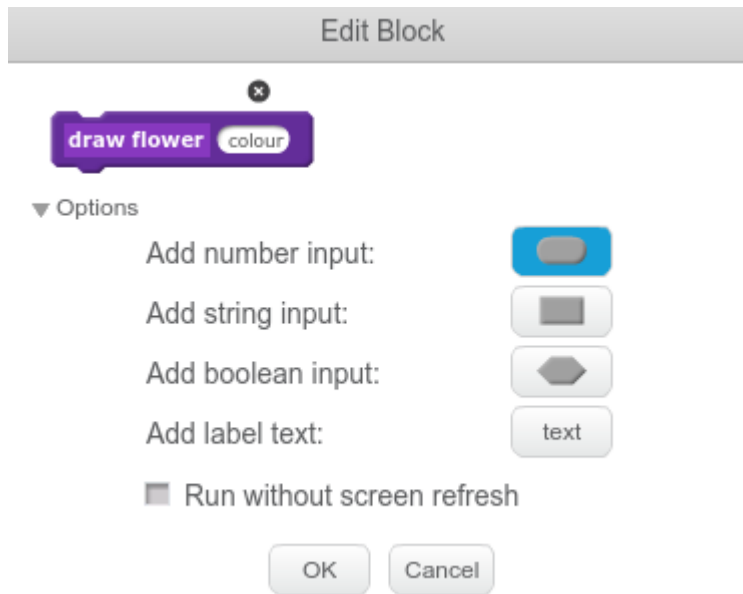 Edit Block
draw flower colour
Options
Add number input:
Add string input:
Add boolean input:
Add label text: text
Run without screen refresh
OK Cancel